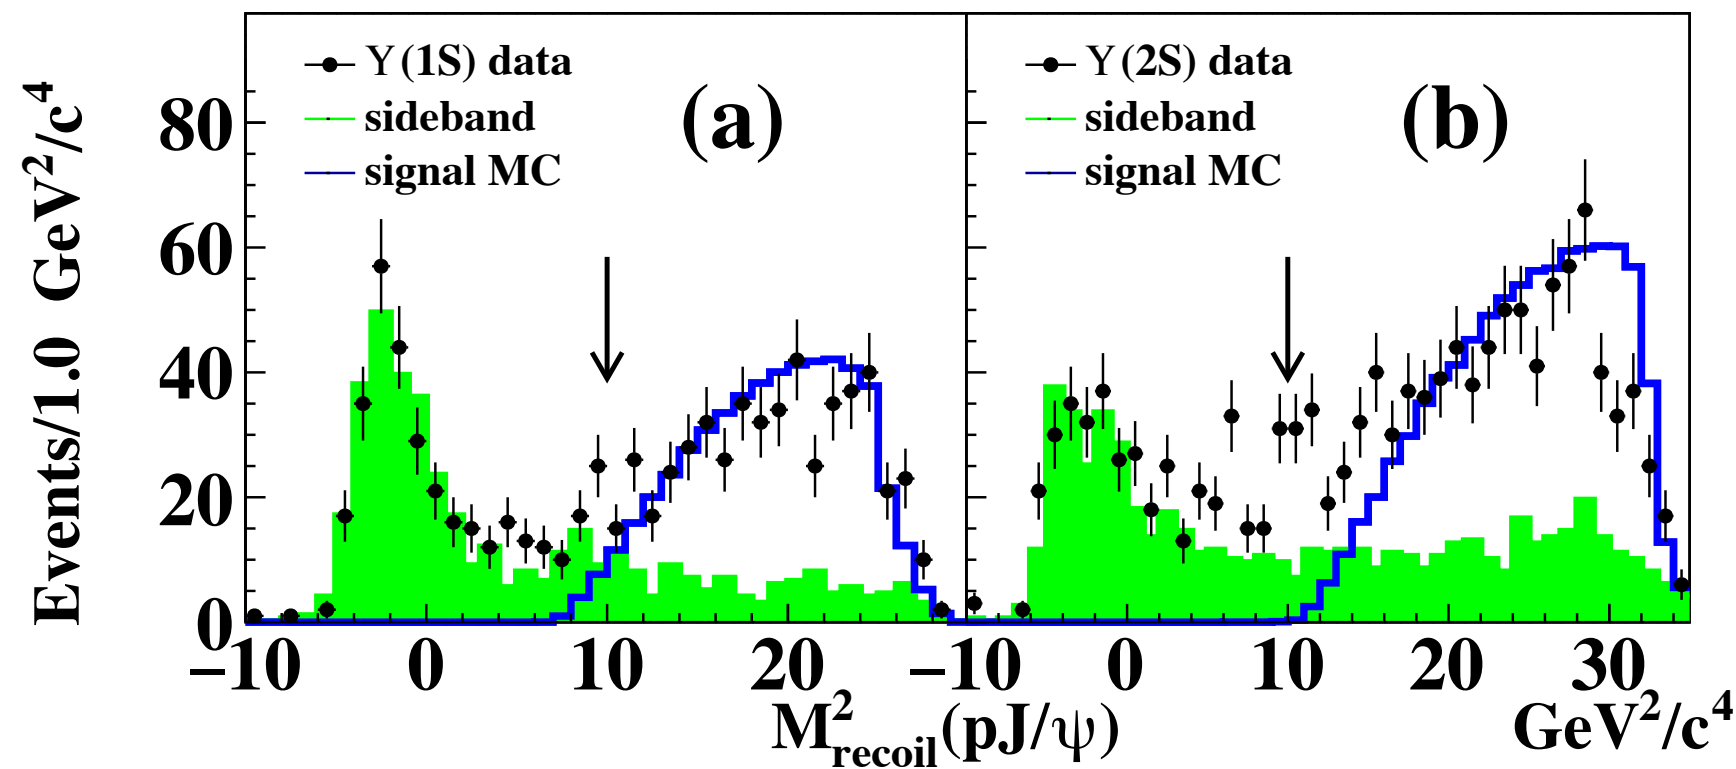 Events/1.0 GeV²/c⁴
ϒ(1S) data
sideband
signal MC
(a)
80
60
40
20
0
−10 0 10 20
ϒ(2S) data
sideband
signal MC
(b)
−10 0 10 20 30
M²recoil(pJ/ψ) GeV²/c⁴